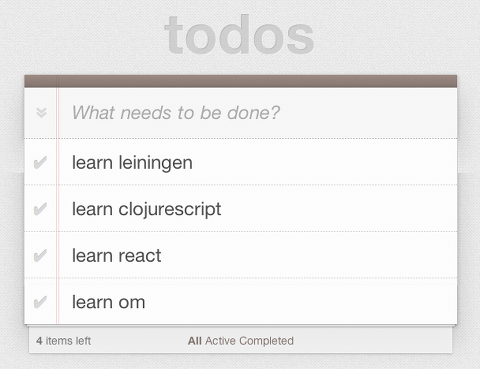 todos
What needs to be done?
learn leiningen
learn clojurescript
learn react
learn om
4 items left All Active Completed